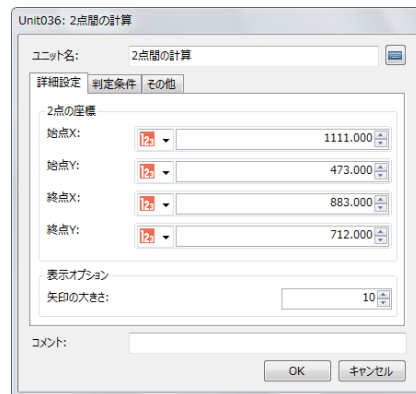 Unit036: 2点間の計算
ユニット名: 2点間の計算
詳細設定 判定条件 その他
2点の座標
始点X: 123 1111.000
始点Y: 123 473.000
終点X: 123 883.000
終点Y: 123 712.000
表示オプション
矢印の大きさ: 10
コメント:
OK キャンセル